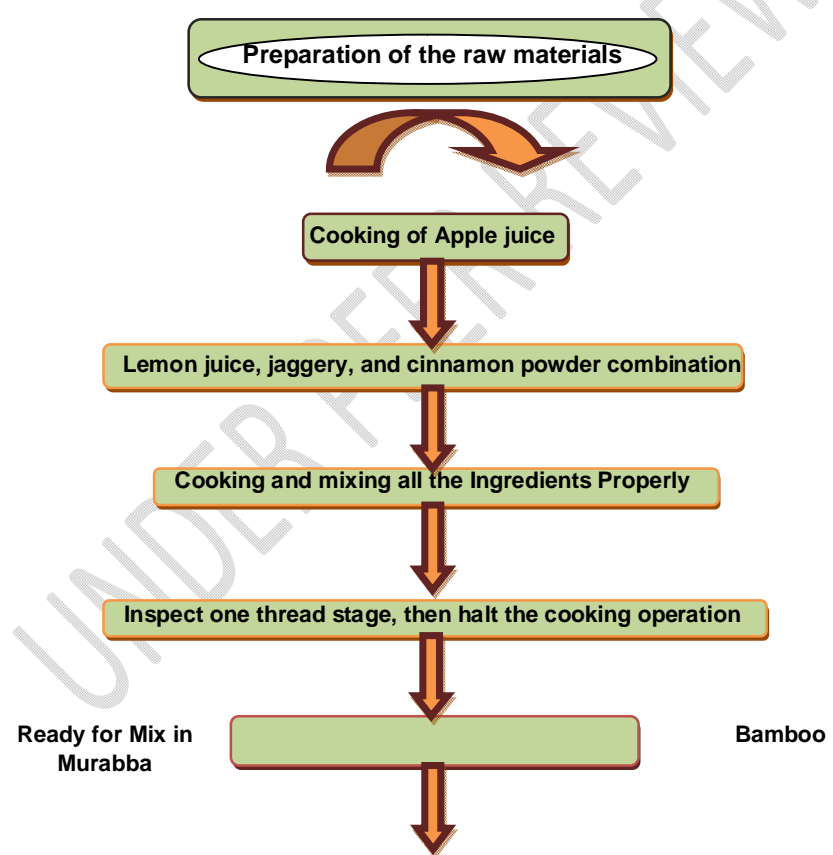 Preparation of the raw materials
Cooking of Apple juice
Lemon juice, jaggery, and cinnamon powder combination
Cooking and mixing all the Ingredients Properly
Inspect one thread stage, then halt the cooking operation
Ready for Mix in
Murabba
Bamboo
UNDER PEER REVIEW